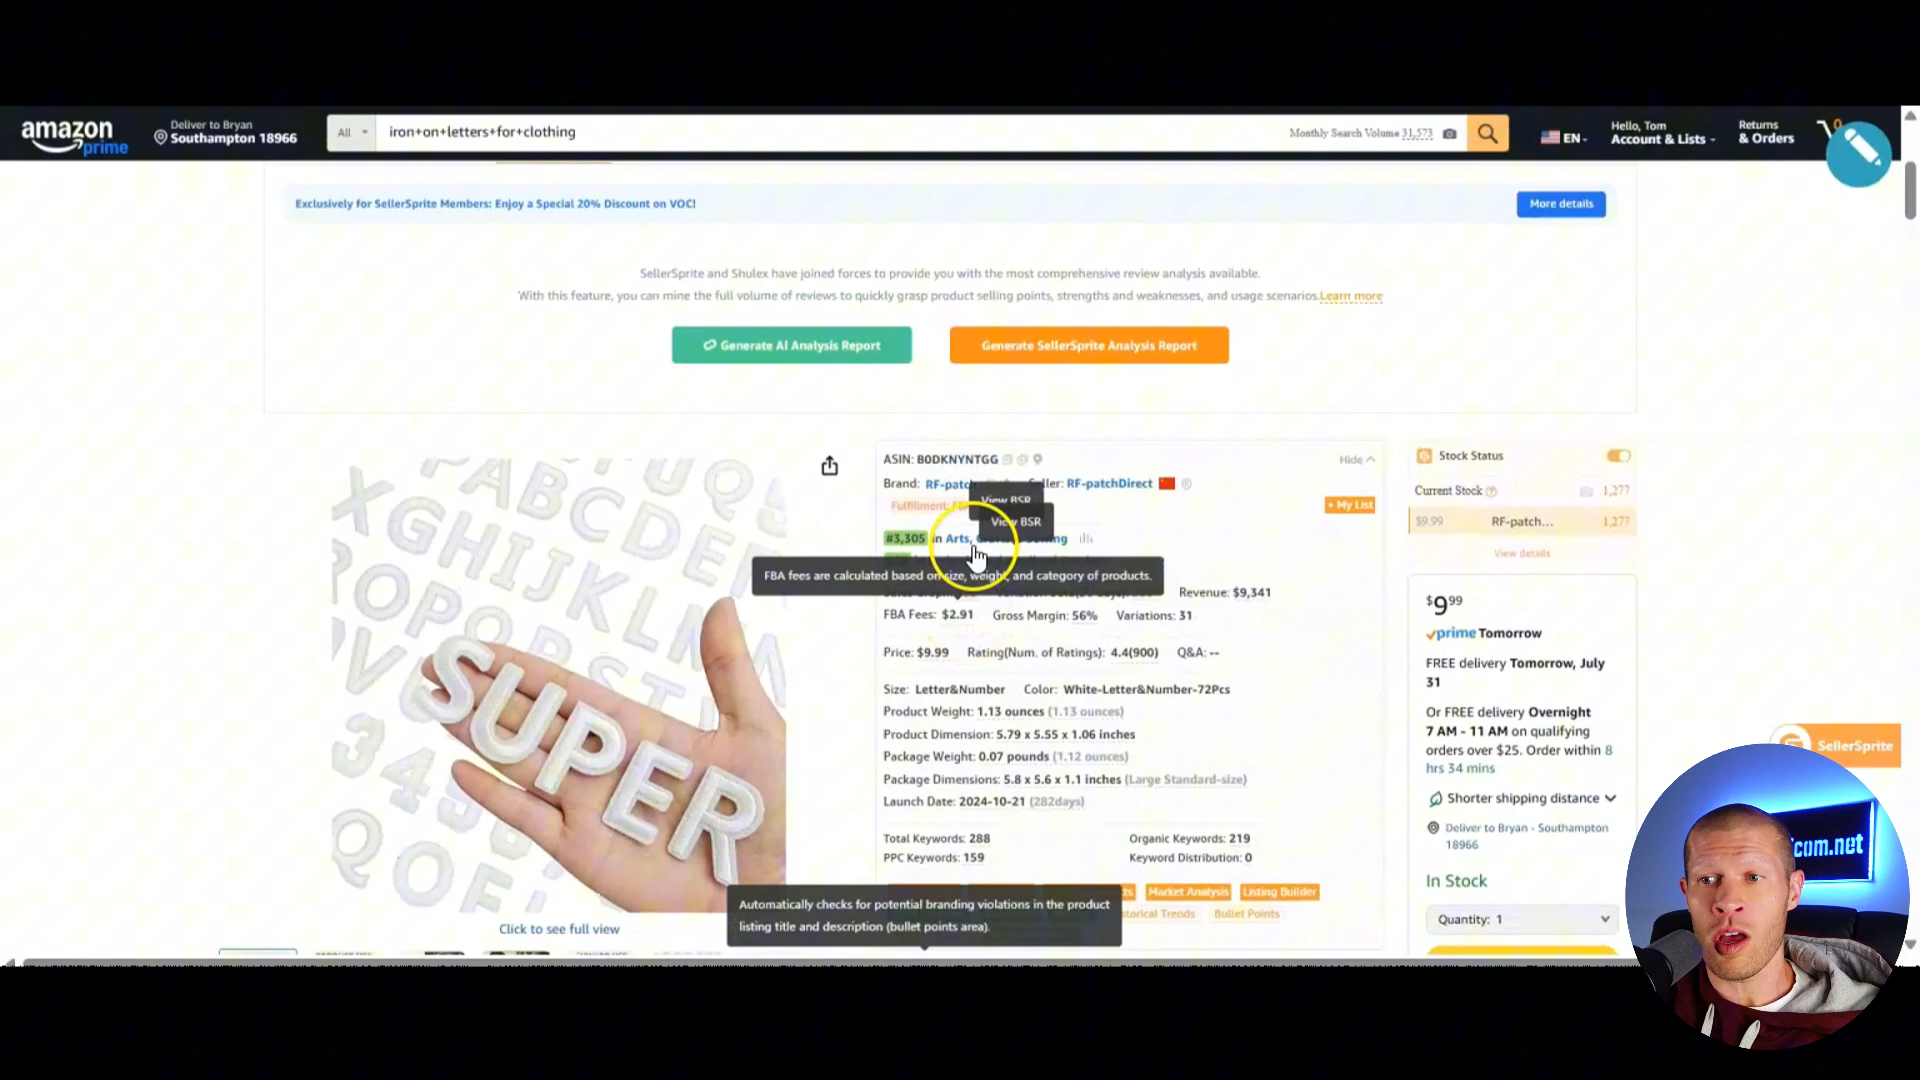 amazon
prime
Deliver to Bryan
Southampton 18966
All
iron+on+letters+for+clothing
Monthly Search Volume 31,573
EN
Hello, Tom
Account & Lists
Returns
& Orders
0
Exclusively for SellerSprite Members: Enjoy a Special 20% Discount on VOC!
More details
SellerSprite and Shulex have joined forces to provide you with the most comprehensive review analysis available.
With this feature, you can mine the full volume of reviews to quickly grasp product selling points, strengths and weaknesses, and usage scenarios. Learn more
Generate AI Analysis Report
Generate SellerSprite Analysis Report
SUPER
Click to see full view
ASIN: B0DKNYNTGG
Hide
Brand: RF-patch
ller: RF-patchDirect
View BSR
Fulfillment:
+ My List
View BSR
#3,305 in Arts,
FBA fees are calculated based on size, weight, and category of products.
Revenue: $9,341
FBA Fees: $2.91 Gross Margin: 56% Variations: 31
Price: $9.99 Rating(Num. of Ratings): 4.4(900) Q&A: --
Size: Letter&Number Color: White-Letter&Number-72Pcs
Product Weight: 1.13 ounces (1.13 ounces)
Product Dimension: 5.79 x 5.55 x 1.06 inches
Package Weight: 0.07 pounds (1.12 ounces)
Package Dimensions: 5.8 x 5.6 x 1.1 inches (Large Standard-size)
Launch Date: 2024-10-21 (282days)
Total Keywords: 288 Organic Keywords: 219
PPC Keywords: 159 Keyword Distribution: 0
Market Analysis Listing Builder
torical Trends Bullet Points
Automatically checks for potential branding violations in the product
listing title and description (bullet points area).
Stock Status
Current Stock 1,277
$9.99 RF-patch... 1,277
View details
$9.99
prime Tomorrow
FREE delivery Tomorrow, July
31
Or FREE delivery Overnight
7 AM - 11 AM on qualifying
orders over $25. Order within 8
hrs 34 mins
Shorter shipping distance
Deliver to Bryan - Southampton
18966
In Stock
Quantity: 1
SellerSprite
com.net